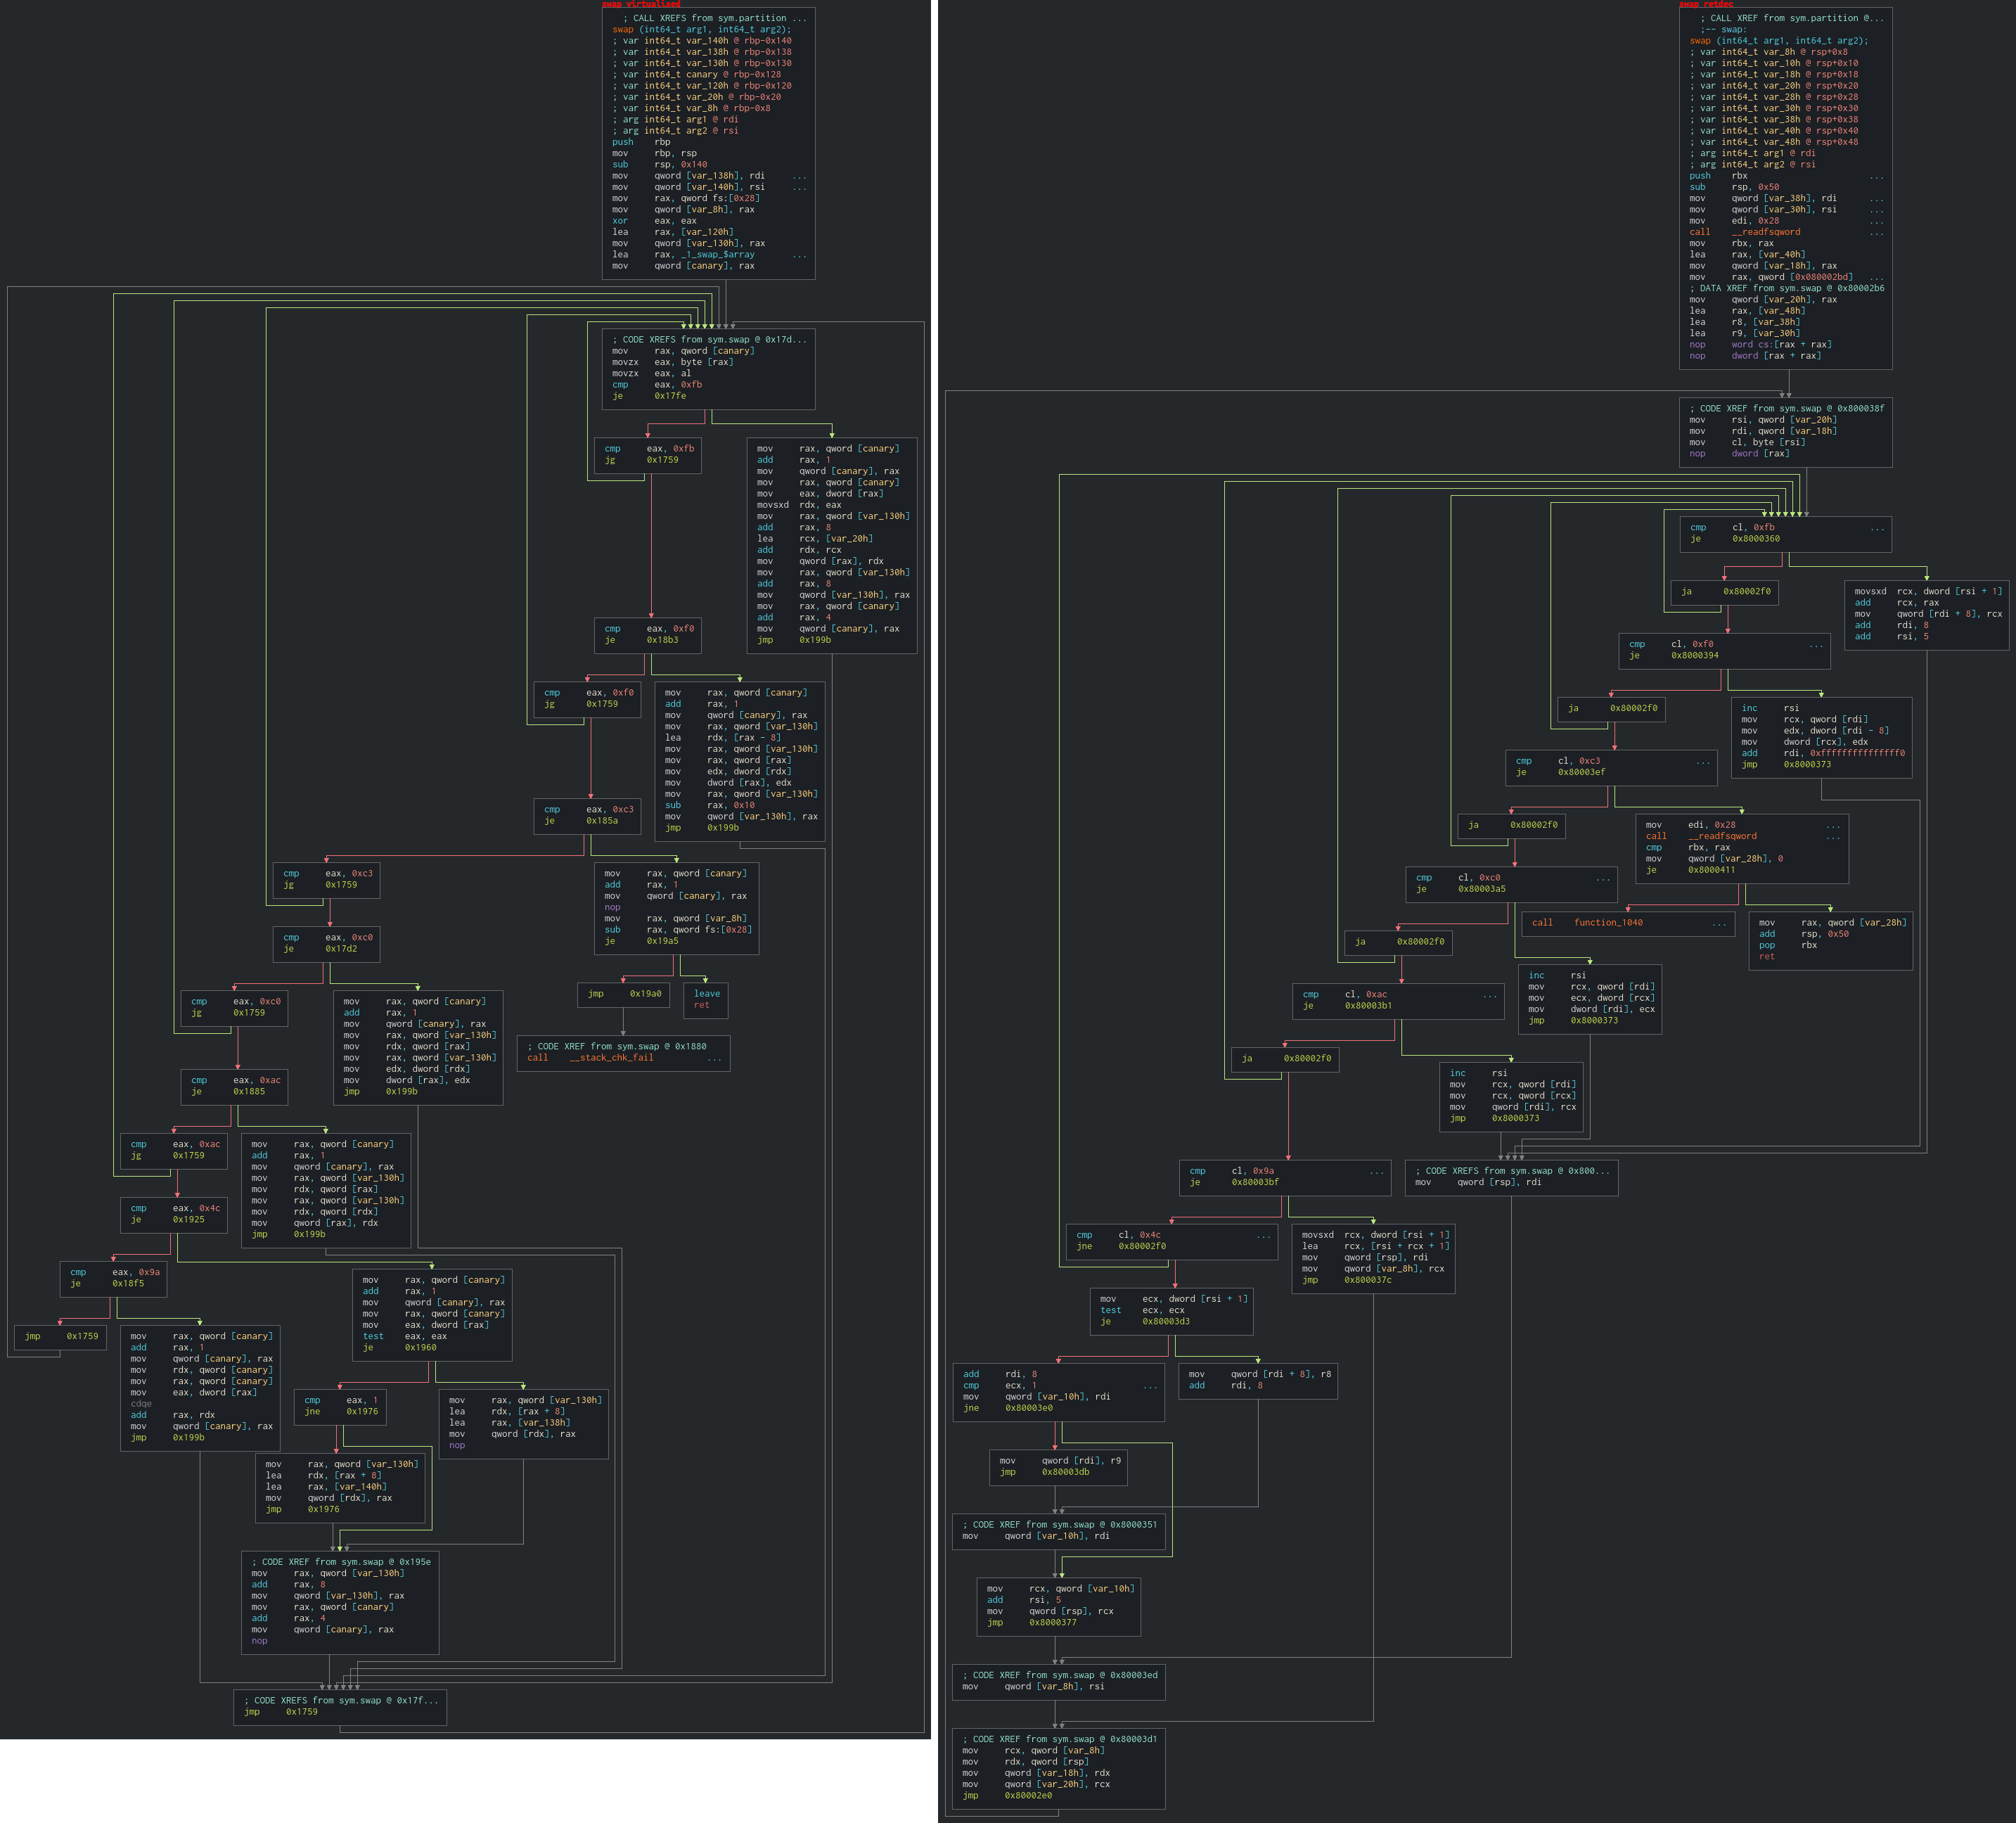 swap virtualized
; CALL XREFS from sym.partition ...
swap (int64_t arg1, int64_t arg2);
; var int64_t var_140h @ rbp-0x140
; var int64_t var_138h @ rbp-0x138
; var int64_t var_130h @ rbp-0x130
; var int64_t canary @ rbp-0x128
; var int64_t var_120h @ rbp-0x120
; var int64_t var_20h @ rbp-0x20
; var int64_t var_8h @ rbp-0x8
; arg int64_t arg1 @ rdi
; arg int64_t arg2 @ rsi
push rbp
mov rbp, rsp
sub rsp, 0x140
mov qword [var_138h], rdi ...
mov qword [var_140h], rsi ...
mov rax, qword fs:[0x28]
mov qword [var_8h], rax
xor eax, eax
lea rax, [var_120h]
mov qword [var_130h], rax
lea rax, _1_swap_$array ...
mov qword [canary], rax
; CODE XREFS from sym.swap @ 0x17d...
mov rax, qword [canary]
movzx eax, byte [rax]
movzx eax, al
cmp eax, 0xfb
je 0x17fe
cmp eax, 0xfb
jg 0x1759
mov rax, qword [canary]
add rax, 1
mov qword [canary], rax
mov rax, qword [canary]
mov eax, dword [rax]
movsxd rdx, eax
mov rax, qword [var_130h]
add rax, 8
lea rcx, [var_20h]
add rdx, rcx
mov qword [rax], rdx
mov rax, qword [var_130h]
add rax, 8
mov qword [var_130h], rax
mov rax, qword [canary]
add rax, 4
mov qword [canary], rax
jmp 0x199b
cmp eax, 0xf0
je 0x18b3
cmp eax, 0xf0
jg 0x1759
mov rax, qword [canary]
add rax, 1
mov qword [canary], rax
mov rax, qword [var_130h]
lea rdx, [rax - 8]
mov rax, qword [var_130h]
mov rax, qword [rax]
mov edx, dword [rdx]
mov dword [rax], edx
mov rax, qword [var_130h]
sub rax, 0x10
mov qword [var_130h], rax
jmp 0x199b
cmp eax, 0xc3
je 0x185a
cmp eax, 0xc3
jg 0x1759
mov rax, qword [canary]
add rax, 1
mov qword [canary], rax
nop
mov rax, qword [var_8h]
sub rax, qword fs:[0x28]
je 0x19a5
cmp eax, 0xc0
je 0x17d2
jmp 0x19a0
leave
ret
cmp eax, 0xc0
jg 0x1759
mov rax, qword [canary]
add rax, 1
mov qword [canary], rax
mov rax, qword [var_130h]
mov rdx, qword [rax]
mov rax, qword [var_130h]
mov edx, dword [rdx]
mov dword [rax], edx
jmp 0x199b
; CODE XREF from sym.swap @ 0x1880
call __stack_chk_fail ...
cmp eax, 0xac
je 0x1885
cmp eax, 0xac
jg 0x1759
mov rax, qword [canary]
add rax, 1
mov qword [canary], rax
mov rax, qword [var_130h]
mov rdx, qword [rax]
mov rax, qword [var_130h]
mov rdx, qword [rdx]
mov qword [rax], rdx
jmp 0x199b
cmp eax, 0x4c
je 0x1925
cmp eax, 0x9a
je 0x18f5
mov rax, qword [canary]
add rax, 1
mov qword [canary], rax
mov rax, qword [canary]
mov eax, dword [rax]
test eax, eax
je 0x1960
jmp 0x1759
mov rax, qword [canary]
add rax, 1
mov qword [canary], rax
mov rdx, qword [canary]
mov rax, qword [canary]
mov eax, dword [rax]
cdqe
add rax, rdx
mov qword [canary], rax
jmp 0x199b
cmp eax, 1
jne 0x1976
mov rax, qword [var_130h]
lea rdx, [rax + 8]
lea rax, [var_138h]
mov qword [rdx], rax
nop
mov rax, qword [var_130h]
lea rdx, [rax + 8]
lea rax, [var_140h]
mov qword [rdx], rax
jmp 0x1976
; CODE XREF from sym.swap @ 0x195e
mov rax, qword [var_130h]
add rax, 8
mov qword [var_130h], rax
mov rax, qword [canary]
add rax, 4
mov qword [canary], rax
nop
; CODE XREFS from sym.swap @ 0x17f...
jmp 0x1759
swap retdec
; CALL XREF from sym.partition @...
;-- swap:
swap (int64_t arg1, int64_t arg2);
; var int64_t var_8h @ rsp+0x8
; var int64_t var_10h @ rsp+0x10
; var int64_t var_18h @ rsp+0x18
; var int64_t var_20h @ rsp+0x20
; var int64_t var_28h @ rsp+0x28
; var int64_t var_30h @ rsp+0x30
; var int64_t var_38h @ rsp+0x38
; var int64_t var_40h @ rsp+0x40
; var int64_t var_48h @ rsp+0x48
; arg int64_t arg1 @ rdi
; arg int64_t arg2 @ rsi
push rbx ...
sub rsp, 0x50
mov qword [var_38h], rdi ...
mov qword [var_30h], rsi ...
mov edi, 0x28 ...
call __readfsqword ...
mov rbx, rax
lea rax, [var_40h]
mov qword [var_18h], rax
mov rax, qword [0x080002bd] ...
; DATA XREF from sym.swap @ 0x80002b6
mov qword [var_20h], rax
lea rax, [var_48h]
lea r8, [var_38h]
lea r9, [var_30h]
nop word cs:[rax + rax]
nop dword [rax + rax]
; CODE XREF from sym.swap @ 0x800038f
mov rsi, qword [var_20h]
mov rdi, qword [var_18h]
mov cl, byte [rsi]
nop dword [rax]
cmp cl, 0xfb ...
je 0x8000360
ja 0x80002f0
movsxd rcx, dword [rsi + 1]
add rcx, rax
mov qword [rdi + 8], rcx
add rdi, 8
add rsi, 5
cmp cl, 0xf0 ...
je 0x8000394
ja 0x80002f0
inc rsi
mov rcx, qword [rdi]
mov edx, dword [rdi - 8]
mov dword [rcx], edx
add rdi, 0xfffffffffffffff0
jmp 0x8000373
cmp cl, 0xc3 ...
je 0x80003ef
ja 0x80002f0
mov edi, 0x28 ...
call __readfsqword ...
cmp rbx, rax
mov qword [var_28h], 0
je 0x8000411
cmp cl, 0xc0 ...
je 0x80003a5
call function_1040 ...
mov rax, qword [var_28h]
add rsp, 0x50
pop rbx
ret
ja 0x80002f0
inc rsi
mov rcx, qword [rdi]
mov ecx, dword [rcx]
mov dword [rdi], ecx
jmp 0x8000373
cmp cl, 0xac ...
je 0x80003b1
ja 0x80002f0
inc rsi
mov rcx, qword [rdi]
mov rcx, qword [rcx]
mov qword [rdi], rcx
jmp 0x8000373
cmp cl, 0x9a ...
je 0x80003bf
; CODE XREFS from sym.swap @ 0x800...
mov qword [rsp], rdi
cmp cl, 0x4c ...
jne 0x80002f0
movsxd rcx, dword [rsi + 1]
lea rcx, [rsi + rcx + 1]
mov qword [rsp], rdi
mov qword [var_8h], rcx
jmp 0x800037c
mov ecx, dword [rsi + 1]
test ecx, ecx
je 0x80003d3
add rdi, 8
cmp ecx, 1 ...
mov qword [var_10h], rdi
jne 0x80003e0
mov qword [rdi + 8], r8
add rdi, 8
mov qword [rdi], r9
jmp 0x80003db
; CODE XREF from sym.swap @ 0x8000351
mov qword [var_10h], rdi
mov rcx, qword [var_10h]
add rsi, 5
mov qword [rsp], rcx
jmp 0x8000377
; CODE XREF from sym.swap @ 0x80003ed
mov qword [var_8h], rsi
; CODE XREF from sym.swap @ 0x80003d1
mov rcx, qword [var_8h]
mov rdx, qword [rsp]
mov qword [var_18h], rdx
mov qword [var_20h], rcx
jmp 0x80002e0